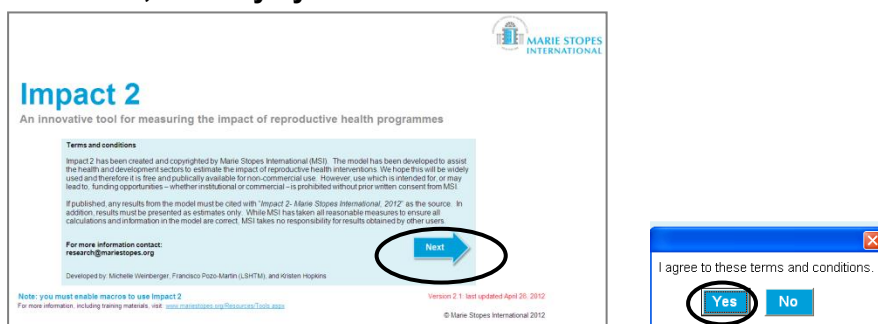 MARIE STOPES
INTERNATIONAL
Impact 2
An innovative tool for measuring the impact of reproductive health programmes
Terms and conditions
Impact 2 has been created and copyrighted by Marie Stopes International (MSI). The model has been developed to assist
the health and development sectors to estimate the impact of reproductive health interventions. We hope this will be widely
used and therefore it is free and publically available for non-commercial use. However, use which is intended for, or may
lead to, funding opportunities – whether institutional or commercial – is prohibited without prior written consent from MSI.
If published, any results from the model must be cited with "Impact 2- Marie Stopes International, 2012" as the source. In
addition, results must be presented as estimates only. While MSI has taken all reasonable measures to ensure all
calculations and information in the model are correct, MSI takes no responsibility for results obtained by other users.
For more information contact:
research@mariestopes.org
Next
Developed by: Michelle Weinberger, Francisco Pozo-Martin (LSHTM), and Kristen Hopkins
Note: you must enable macros to use Impact 2
Version 2.1: last updated April 26, 2012
For more information, including training materials, visit: www.mariestopes.org/Resources/Tools.aspx
© Marie Stopes International 2012
I agree to these terms and conditions.
Yes
No